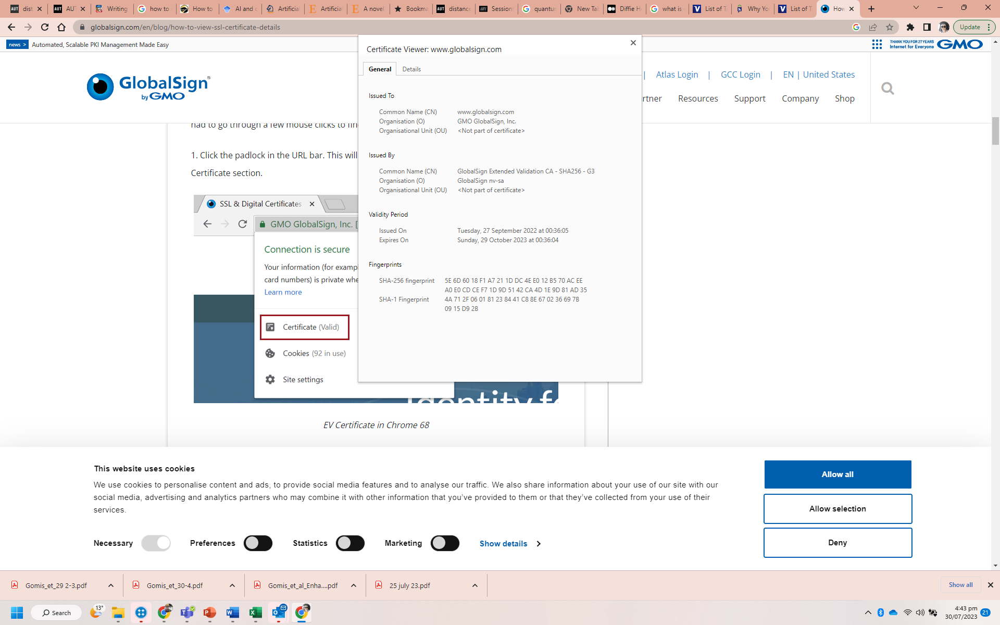 dist
AUT
Writing
how to
How to
AI and
Artificial
Artificial
A novel
Bookma
distance
Session
quantur
New Tab
Diffie H
what is
List of T
Why Yo
List of T
How
globalsign.com/en/blog/how-to-view-ssl-certificate-details
Update
news >
Automated, Scalable PKI Management Made Easy
THANK YOU FOR 27 YEARS
Internet for Everyone
GMO
GlobalSign®
by GMO
Atlas Login | GCC Login | EN | United States
rtner Resources Support Company Shop
had to go through a few mouse clicks to fin
1. Click the padlock in the URL bar. This will
Certificate section.
SSL & Digital Certificates
GMO GlobalSign, Inc. [
Connection is secure
Your information (for examp
card numbers) is private whe
Learn more
Certificate (Valid)
Cookies (92 in use)
Site settings
Identity fo
EV Certificate in Chrome 68
Certificate Viewer: www.globalsign.com
General Details
Issued To
Common Name (CN) www.globalsign.com
Organisation (O) GMO GlobalSign, Inc.
Organisational Unit (OU) <Not part of certificate>
Issued By
Common Name (CN) GlobalSign Extended Validation CA - SHA256 - G3
Organisation (O) GlobalSign nv-sa
Organisational Unit (OU) <Not part of certificate>
Validity Period
Issued On Tuesday, 27 September 2022 at 00:36:05
Expires On Sunday, 29 October 2023 at 00:36:04
Fingerprints
SHA-256 fingerprint 5E 6D 60 18 F1 A7 21 1D DC 4E E0 12 B5 70 AC EE
A0 E0 CD CE F7 1D 9D 51 42 CA 4D 1E 9D 81 AD 35
SHA-1 Fingerprint 4A 71 2F 06 01 81 23 84 41 C8 8E 67 02 36 69 7B
09 15 D9 2B
This website uses cookies
We use cookies to personalise content and ads, to provide social media features and to analyse our traffic. We also share information about your use of our site with our
social media, advertising and analytics partners who may combine it with other information that you've provided to them or that they've collected from your use of their
services.
Necessary Preferences Statistics Marketing Show details
Allow all
Allow selection
Deny
Gomis_et_29 2-3.pdf
Gomis_et_30-4.pdf
Gomis_et_al_Enha....pdf
25 july 23.pdf
Show all
Search
13°
4:43 pm
30/07/2023
21